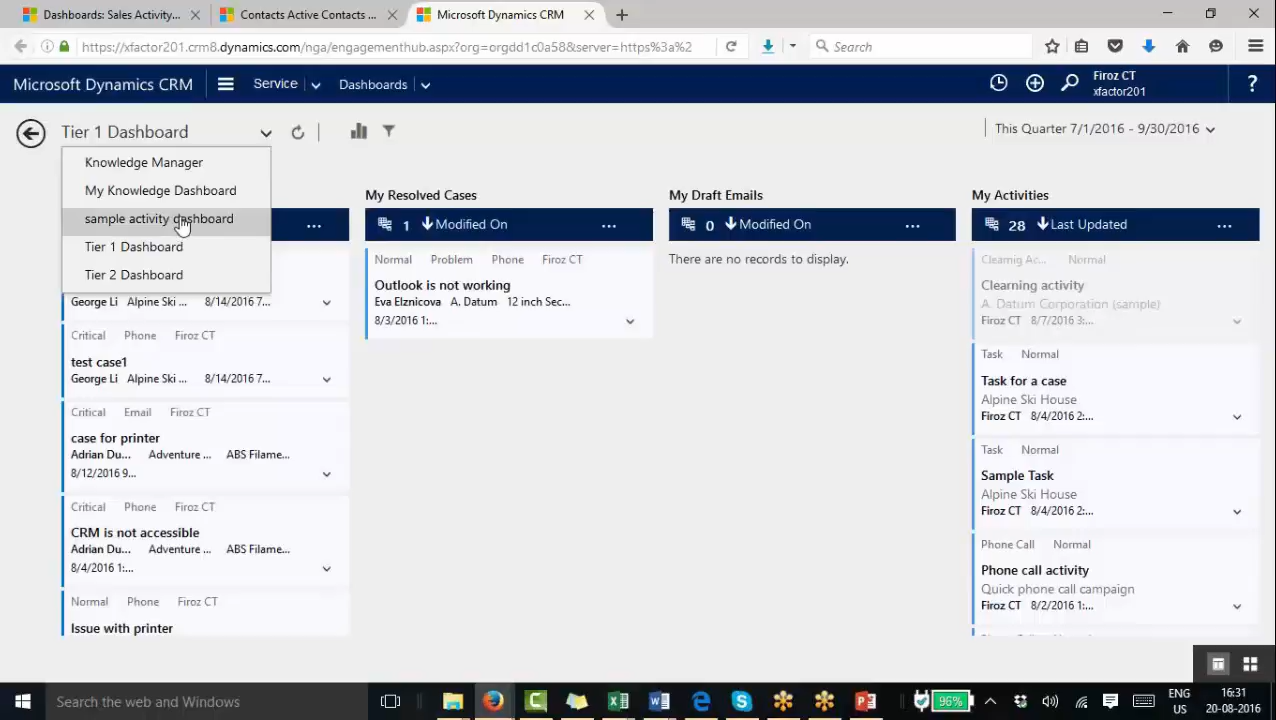 Dashboards: Sales Activity...
Contacts Active Contacts ...
Microsoft Dynamics CRM
https://xfactor201.crm8.dynamics.com/nga/engagementhub.aspx?org=orgdd1c0a58&server=https%3a%2
Search
Microsoft Dynamics CRM
Service
Dashboards
Firoz CT
xfactor201
?
Tier 1 Dashboard
This Quarter 7/1/2016 - 9/30/2016
Knowledge Manager
My Knowledge Dashboard
sample activity dashboard
Tier 1 Dashboard
Tier 2 Dashboard
...
George Li Alpine Ski ... 8/14/2016 7...
Critical Phone Firoz CT
test case1
George Li Alpine Ski ... 8/14/2016 7...
Critical Email Firoz CT
case for printer
Adrian Du... Adventure ... ABS Filame...
8/12/2016 9...
Critical Phone Firoz CT
CRM is not accessible
Adrian Du... Adventure ... ABS Filame...
8/4/2016 1:...
Normal Phone Firoz CT
Issue with printer
My Resolved Cases
1 Modified On ...
Normal Problem Phone Firoz CT
Outlook is not working
Eva Elznicova A. Datum 12 inch Sec...
8/3/2016 1:...
My Draft Emails
0 Modified On ...
There are no records to display.
My Activities
28 Last Updated ...
Clearnig Ac... Normal
Clearning activity
A. Datum Corporation (sample)
Firoz CT 8/7/2016 3:...
Task Normal
Task for a case
Alpine Ski House
Firoz CT 8/4/2016 2:...
Task Normal
Sample Task
Alpine Ski House
Firoz CT 8/4/2016 2:...
Phone Call Normal
Phone call activity
Quick phone call campaign
Firoz CT 8/2/2016 1:...
Search the web and Windows
96%
ENG
US
16:31
20-08-2016